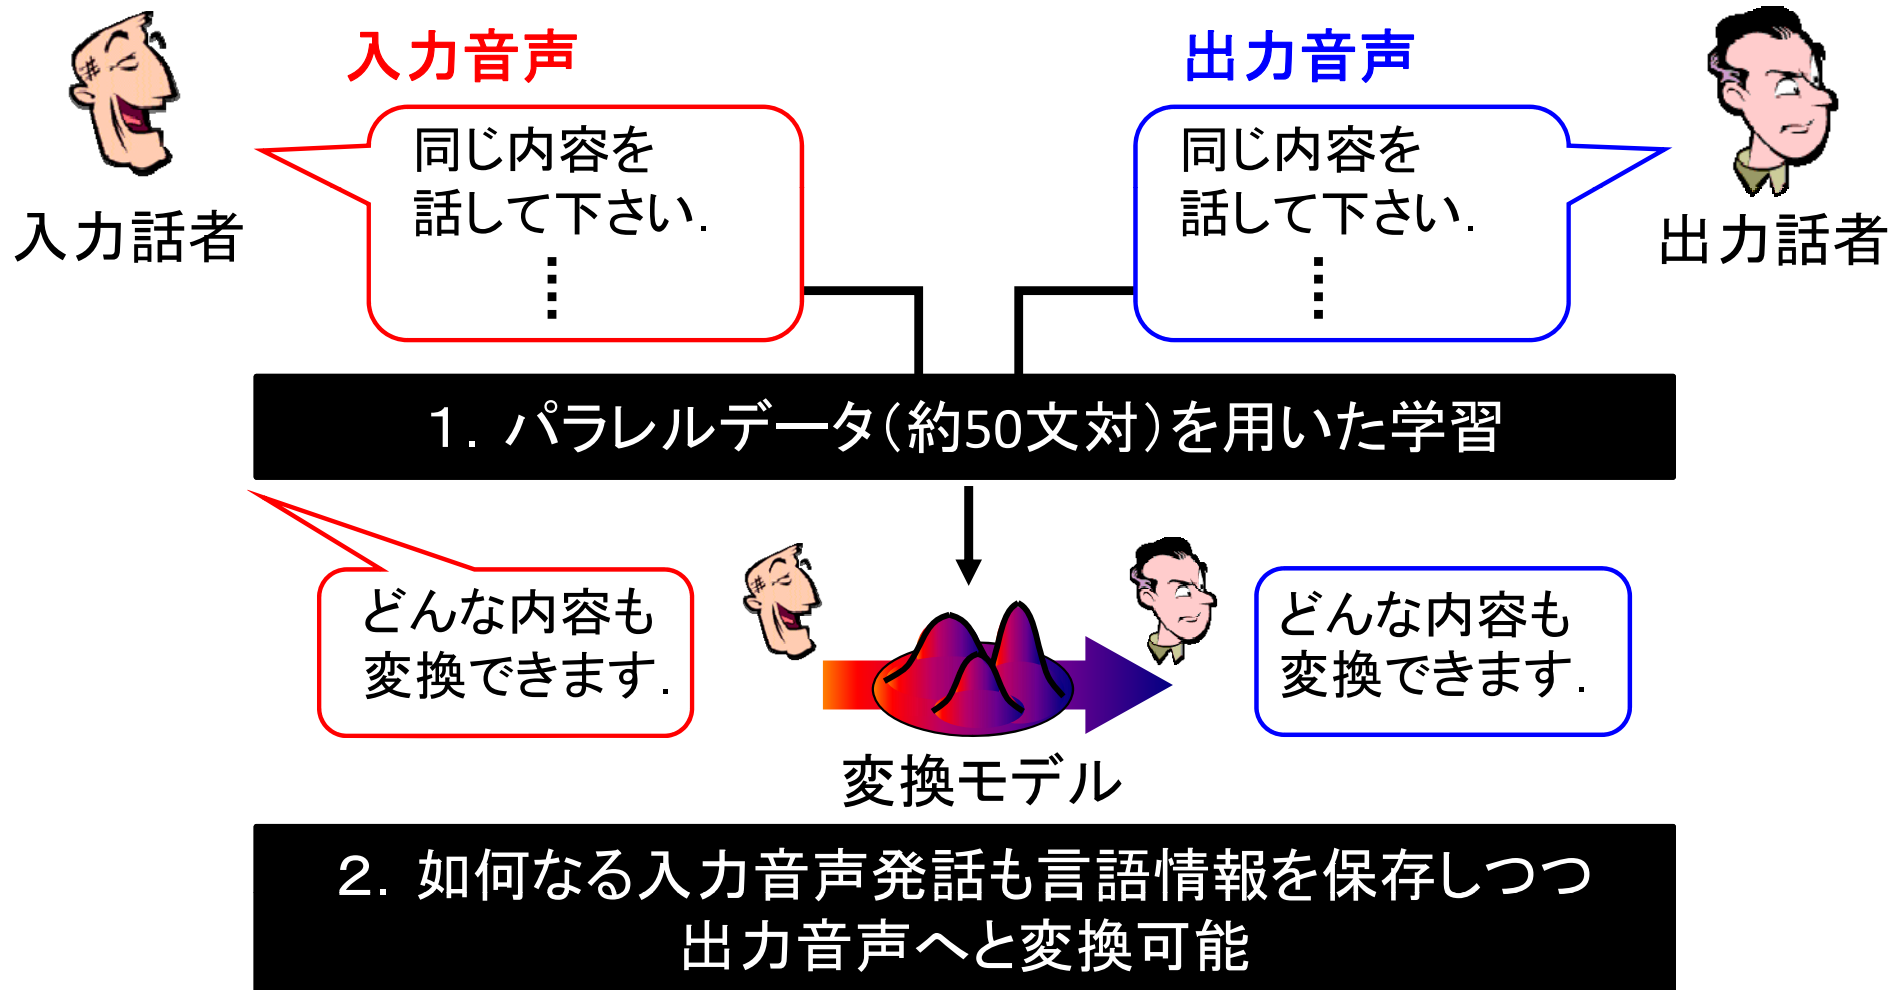 入力音声
出力音声
同じ内容を
話して下さい.
同じ内容を
話して下さい.
入力話者
出力話者
１．パラレルデータ（約50文対）を用いた学習
どんな内容も
変換できます.
どんな内容も
変換できます.
変換モデル
２．如何なる入力音声発話も言語情報を保存しつつ
出力音声へと変換可能